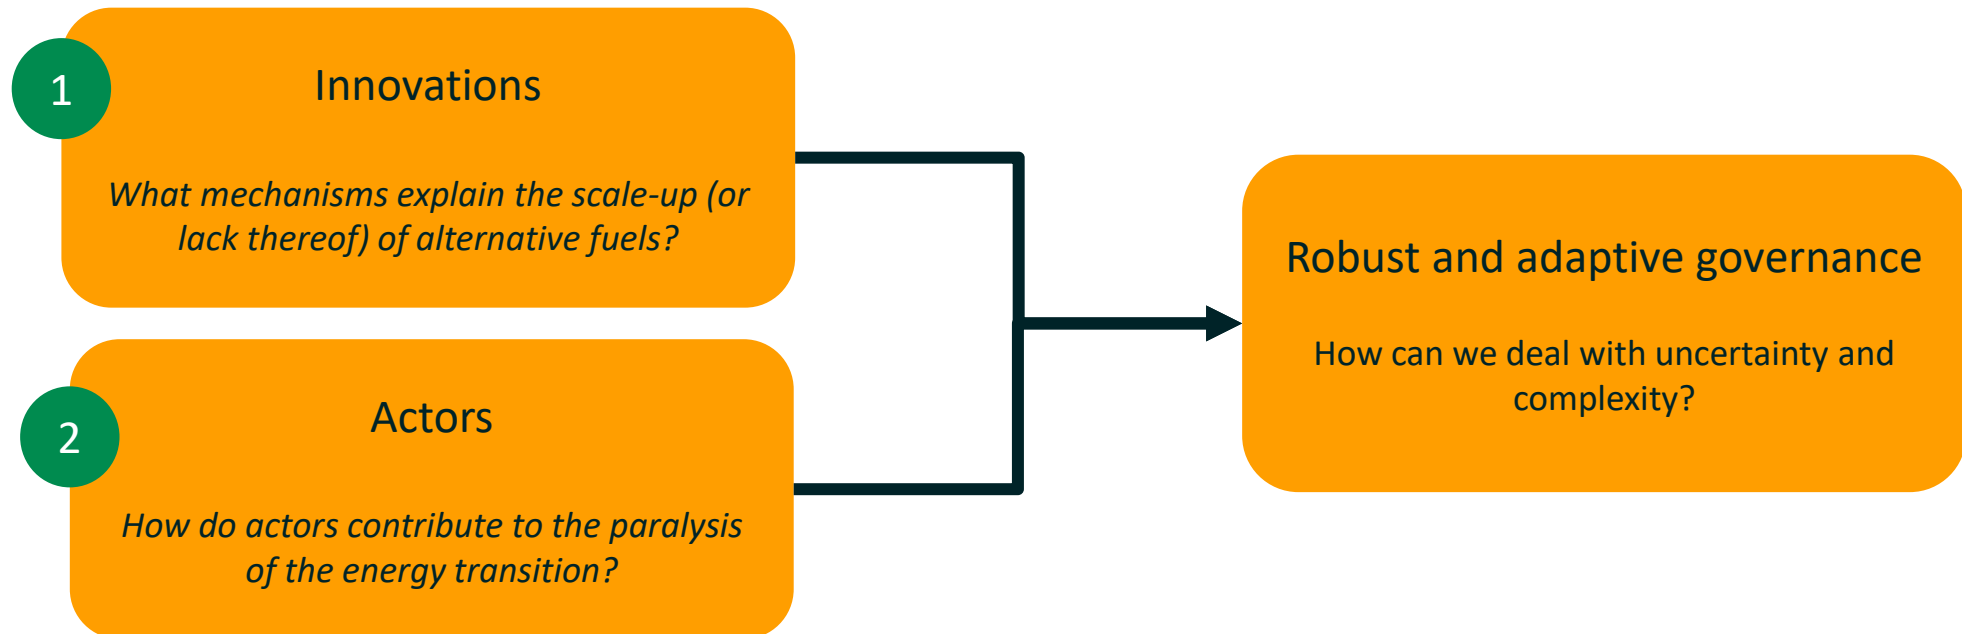 1
Innovations
What mechanisms explain the scale-up (or
lack thereof) of alternative fuels?
2
Actors
How do actors contribute to the paralysis
of the energy transition?
Robust and adaptive governance
How can we deal with uncertainty and
complexity?